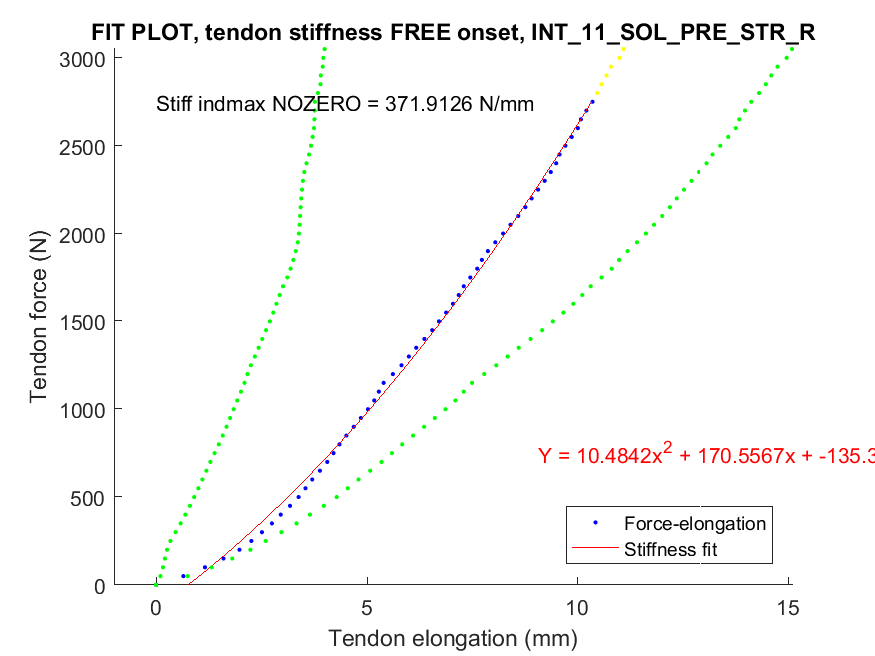 FIT PLOT, tendon stiffness FREE onset, INT_11_SOL_PRE_STR_R
3000
Stiff indmax NOZERO = 371.9126 N/mm
2500
2000
Tendon force (N)
1500
1000
Y = 10.4842x² + 170.5567x + -135.3
500
Force-elongation
Stiffness fit
0
0 5 10 15
Tendon elongation (mm)